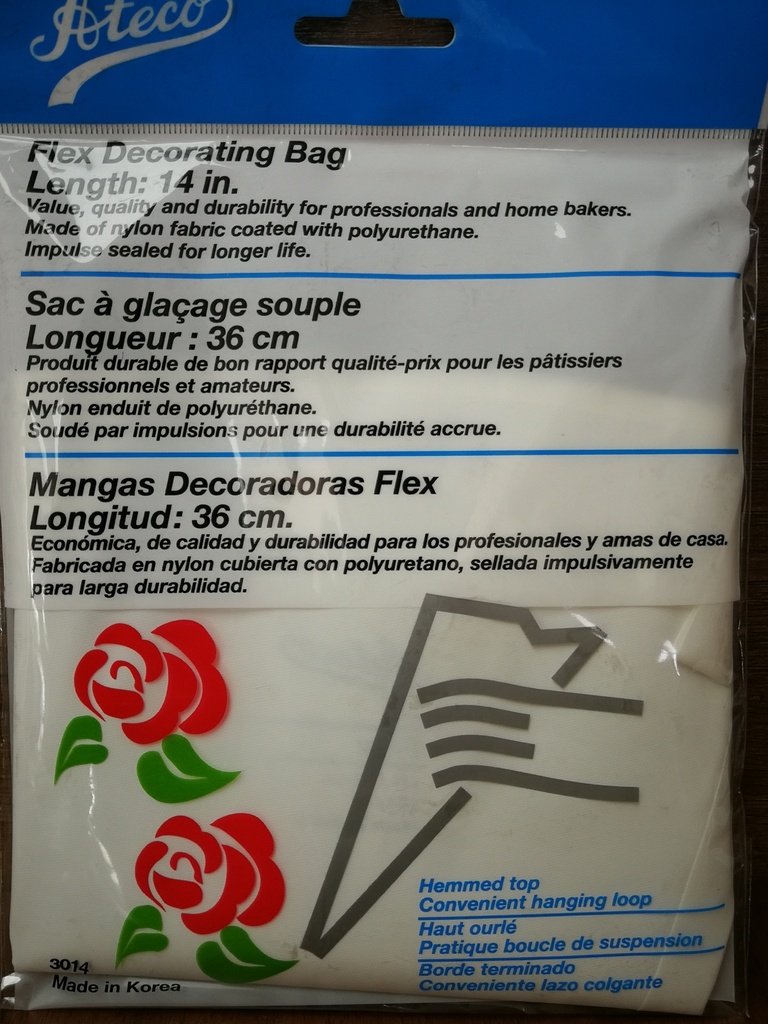 Ateco
Flex Decorating Bag
Length: 14 in.
Value, quality and durability for professionals and home bakers.
Made of nylon fabric coated with polyurethane.
Impulse sealed for longer life.
Sac à glaçage souple
Longueur : 36 cm
Produit durable de bon rapport qualité-prix pour les pâtissiers
professionnels et amateurs.
Nylon enduit de polyuréthane.
Soudé par impulsions pour une durabilité accrue.
Mangas Decoradoras Flex
Longitud: 36 cm.
Económica, de calidad y durabilidad para los profesionales y amas de casa.
Fabricada en nylon cubierta con polyuretano, sellada impulsivamente
para larga durabilidad.
Hemmed top
Convenient hanging loop
Haut ourlé
Pratique boucle de suspension
Borde terminado
Conveniente lazo colgante
3014
Made in Korea